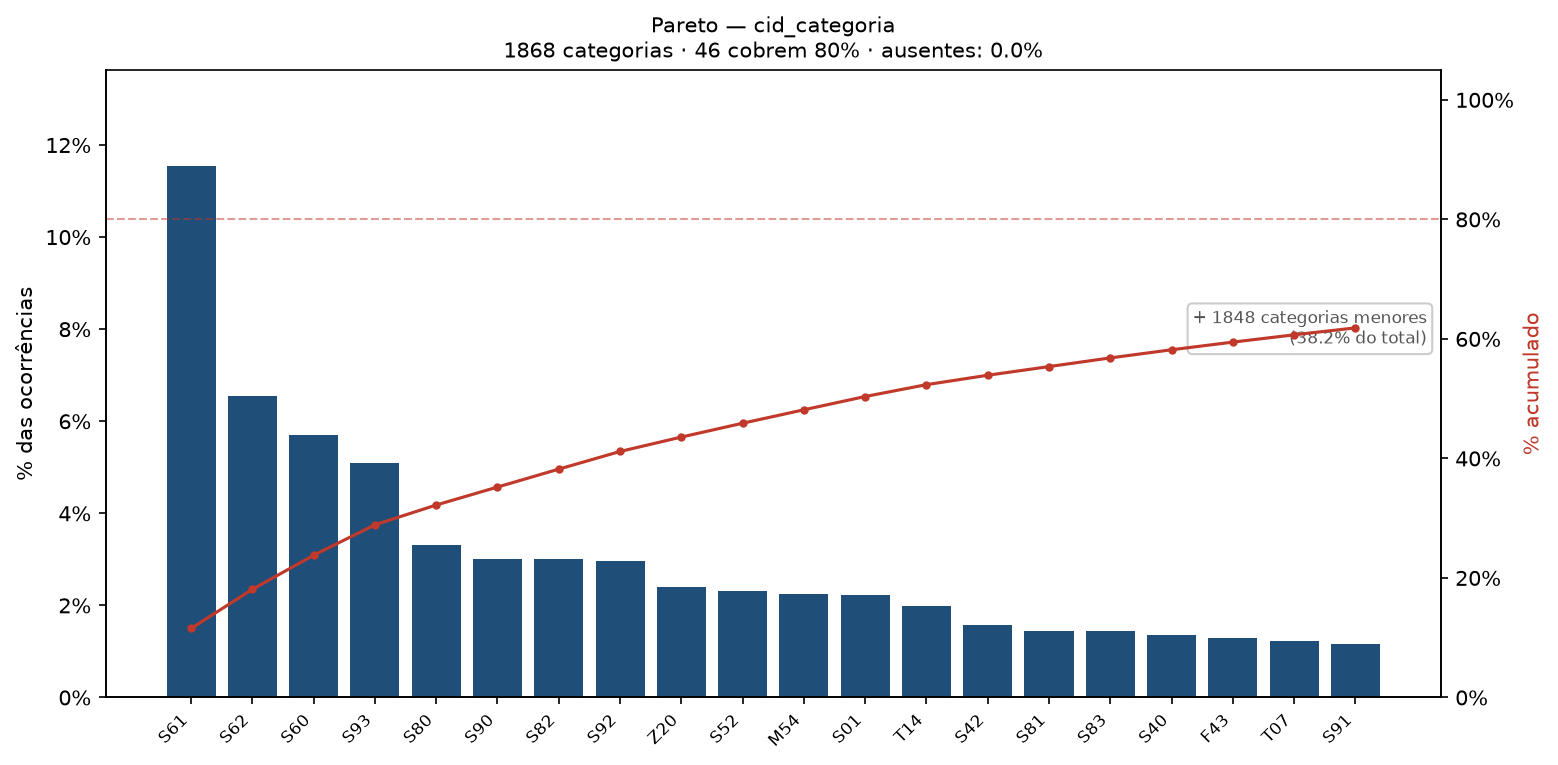 Pareto — cid_categoria
1868 categorias · 46 cobrem 80% · ausentes: 0.0%
% das ocorrências
12%
10%
8%
6%
4%
2%
0%
100%
80%
60%
40%
20%
0%
% acumulado
+ 1848 categorias menores
(38.2% do total)
S61
S62
S60
S93
S80
S90
S82
S92
Z20
S52
M54
S01
T14
S42
S81
S83
S40
F43
T07
S91